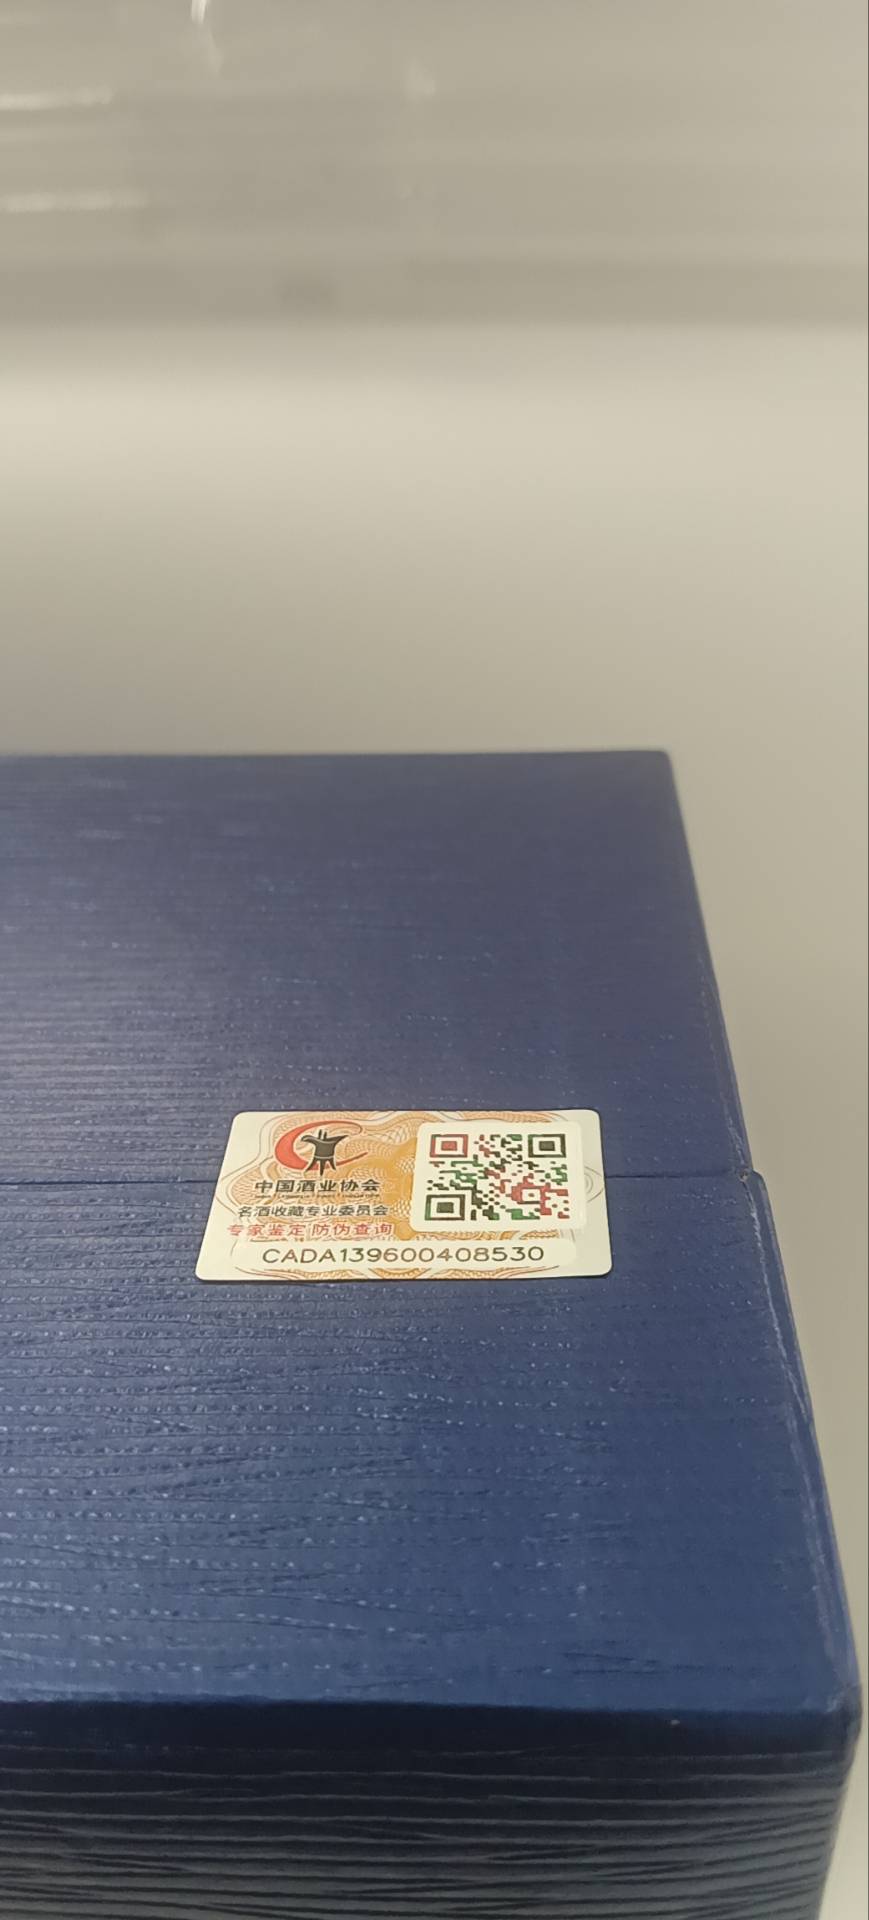 中国酒业协会
名酒收藏专业委员会
专家鉴定 防伪查询
CADA139600408530